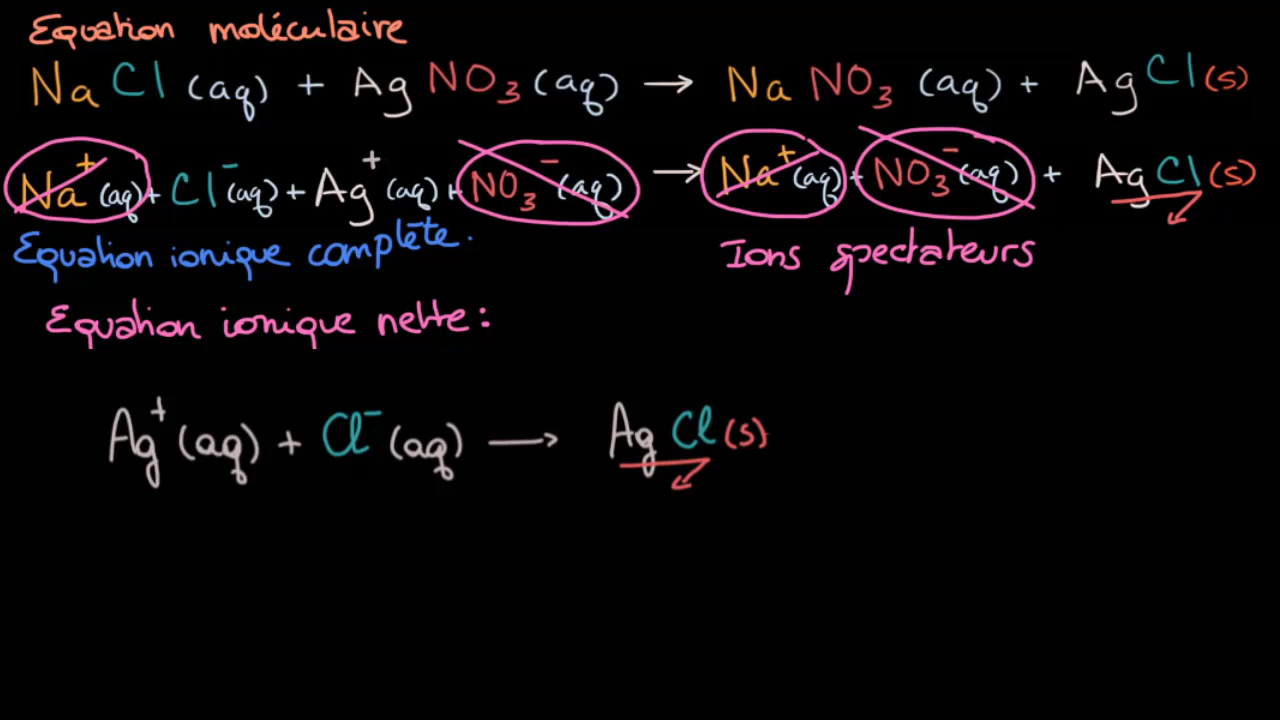 Equation moléculaire
NaCl (aq) + AgNO₃ (aq) → NaNO₃ (aq) + AgCl (s)
Na⁺ (aq) + Cl⁻ (aq) + Ag⁺ (aq) + NO₃⁻ (aq) → Na⁺ (aq) + NO₃⁻ (aq) + AgCl (s)
Equation ionique complète.
Ions spectateurs
Equation ionique nette :
Ag⁺ (aq) + Cl⁻ (aq) → AgCl (s)